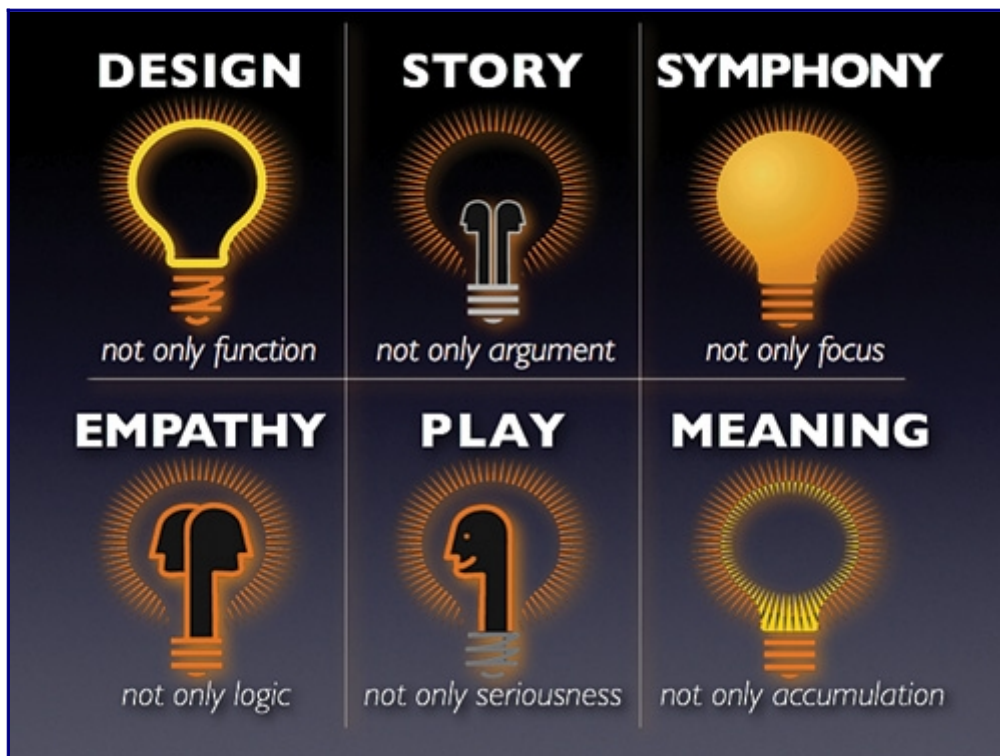 DESIGN
not only function
STORY
not only argument
SYMPHONY
not only focus
EMPATHY
not only logic
PLAY
not only seriousness
MEANING
not only accumulation